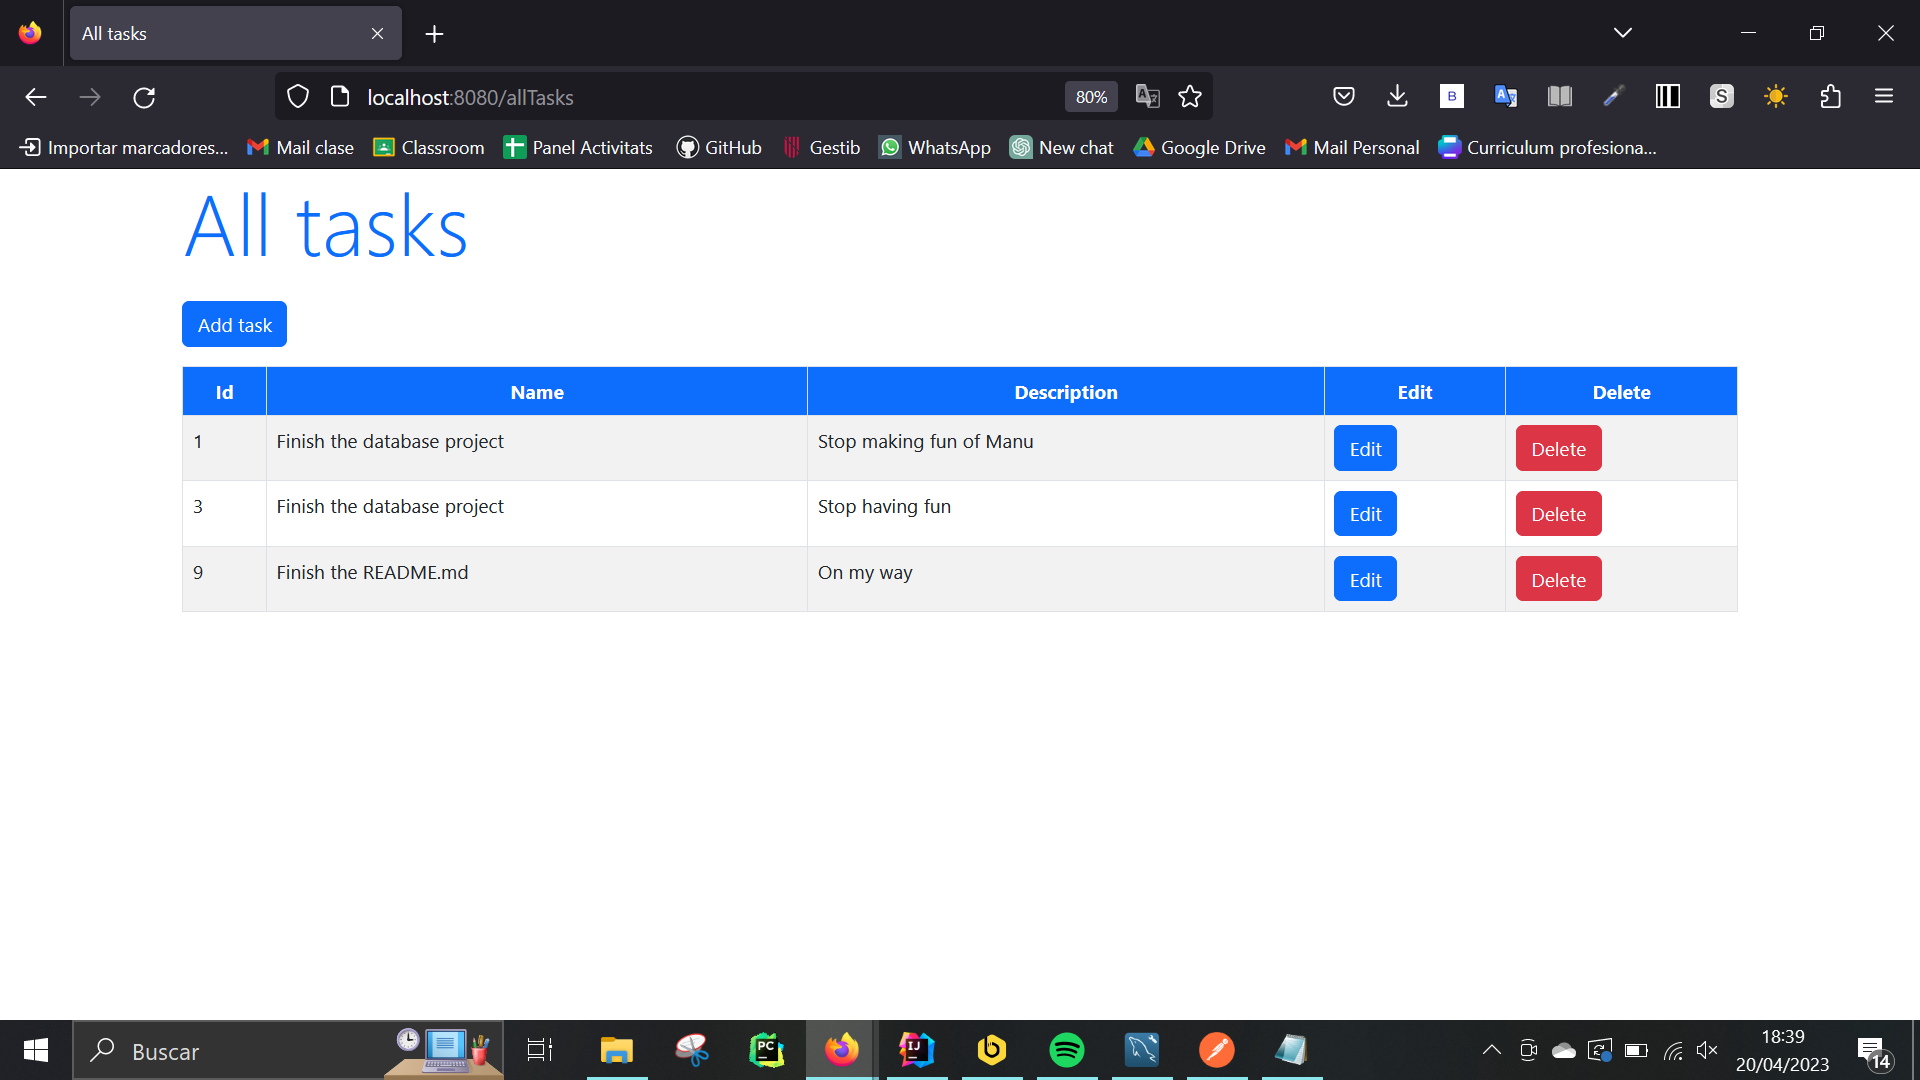 All tasks
localhost:8080/allTasks 80%
Importar marcadores... Mail clase Classroom Panel Activitats GitHub Gestib WhatsApp New chat Google Drive Mail Personal Curriculum profesiona...
All tasks
Add task
Id Name Description Edit Delete
1 Finish the database project Stop making fun of Manu Edit Delete
3 Finish the database project Stop having fun Edit Delete
9 Finish the README.md On my way Edit Delete
Buscar
18:39
20/04/2023
14